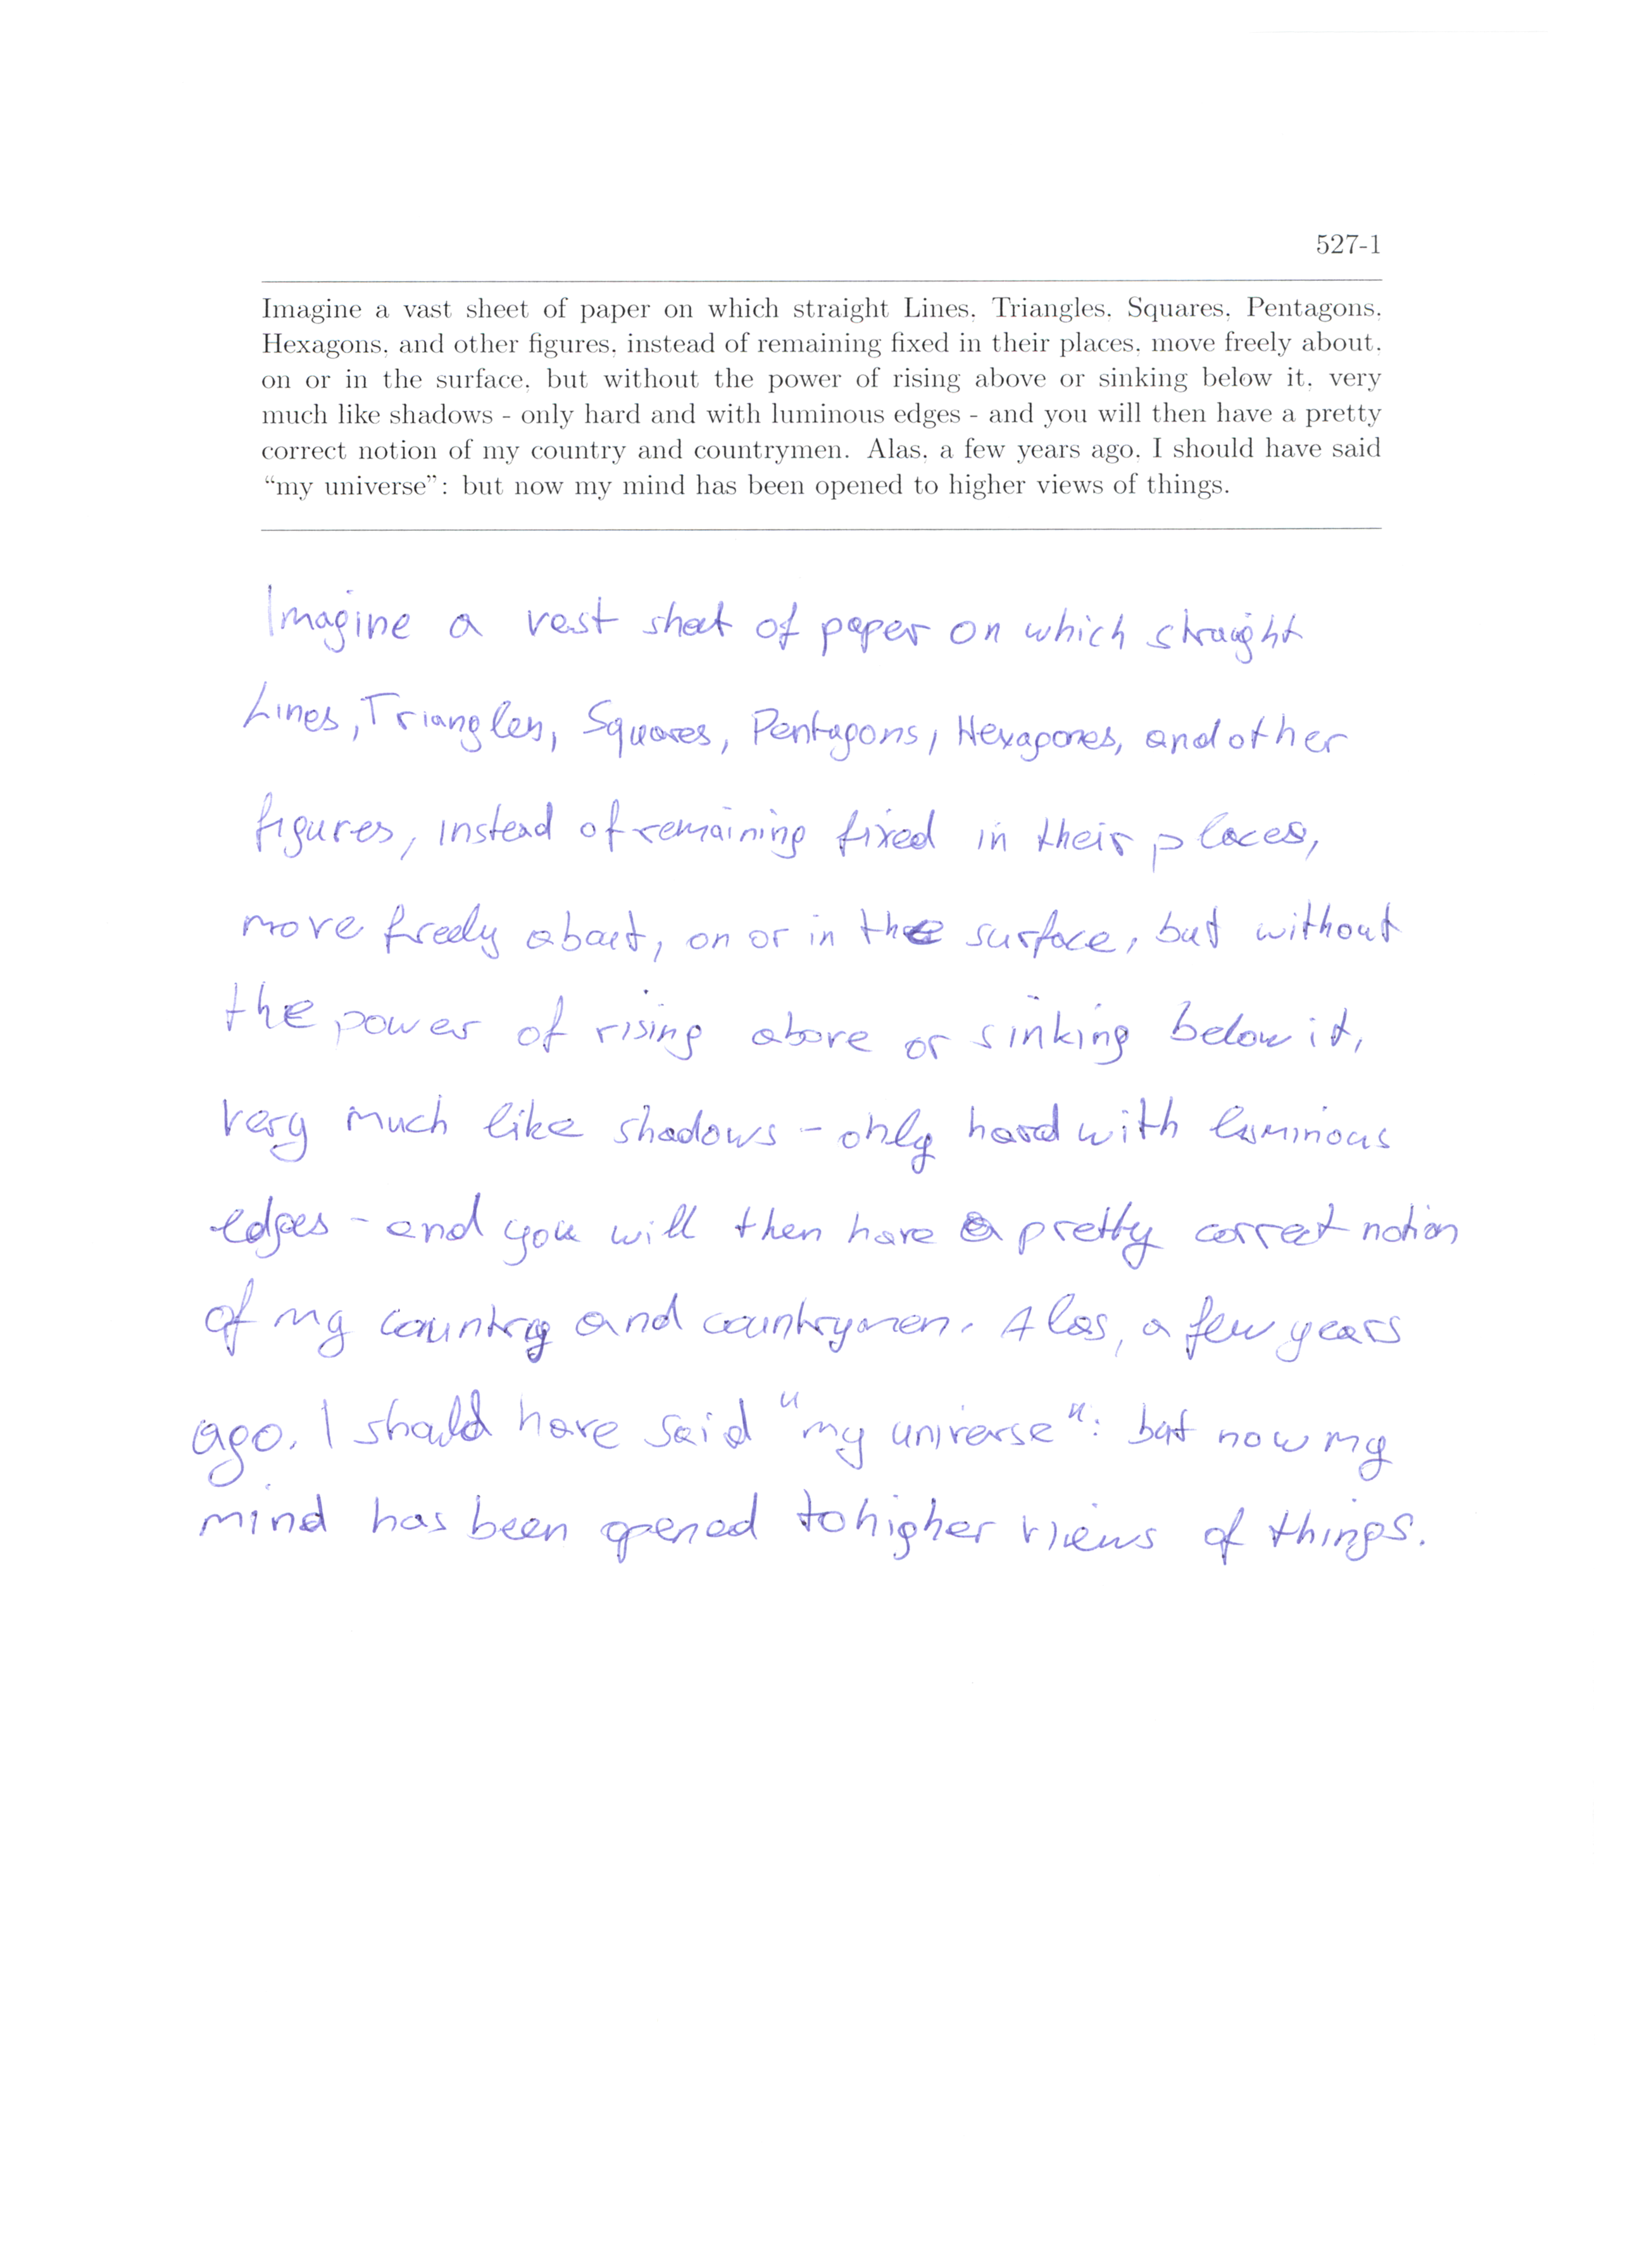 527-1
Imagine a vast sheet of paper on which straight Lines, Triangles, Squares, Pentagons,
Hexagons, and other figures, instead of remaining fixed in their places, move freely about,
on or in the surface, but without the power of rising above or sinking below it, very
much like shadows - only hard and with luminous edges - and you will then have a pretty
correct notion of my country and countrymen. Alas, a few years ago, I should have said
“my universe”: but now my mind has been opened to higher views of things.
Imagine a vast sheet of paper on which straight
Lines, Triangles, Squares, Pentagons, Hexagones, and other
figures, instead of remaining fixed in their places,
move freely about, on or in the surface, but without
the power of rising above or sinking below it,
very much like shadows - only hard with luminous
edges - and you will then have a pretty correct notion
of my country and countrymen. Alas, a few years
ago. I should have said "my universe": but now my
mind has been opened to higher views of things.